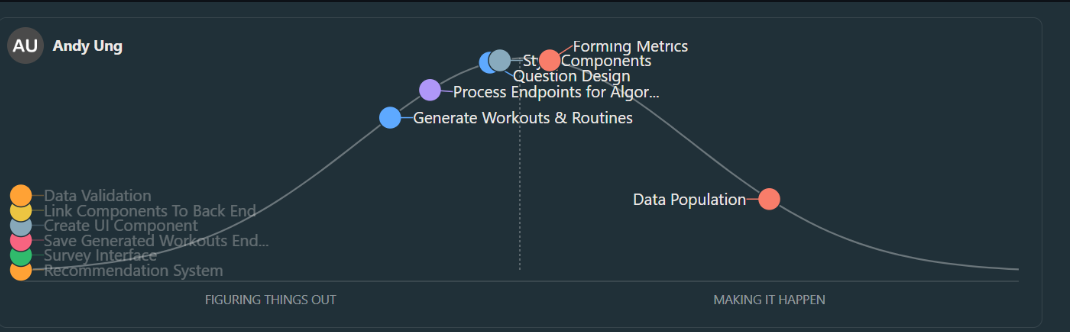 AU Andy Ung
Forming Metrics
Components
Question Design
Process Endpoints for Algor...
Generate Workouts & Routines
Data Validation
Link Components To Back End
Create UI Component
Save Generated Workouts End...
Survey Interface
Recommendation System
Data Population
FIGURING THINGS OUT
MAKING IT HAPPEN